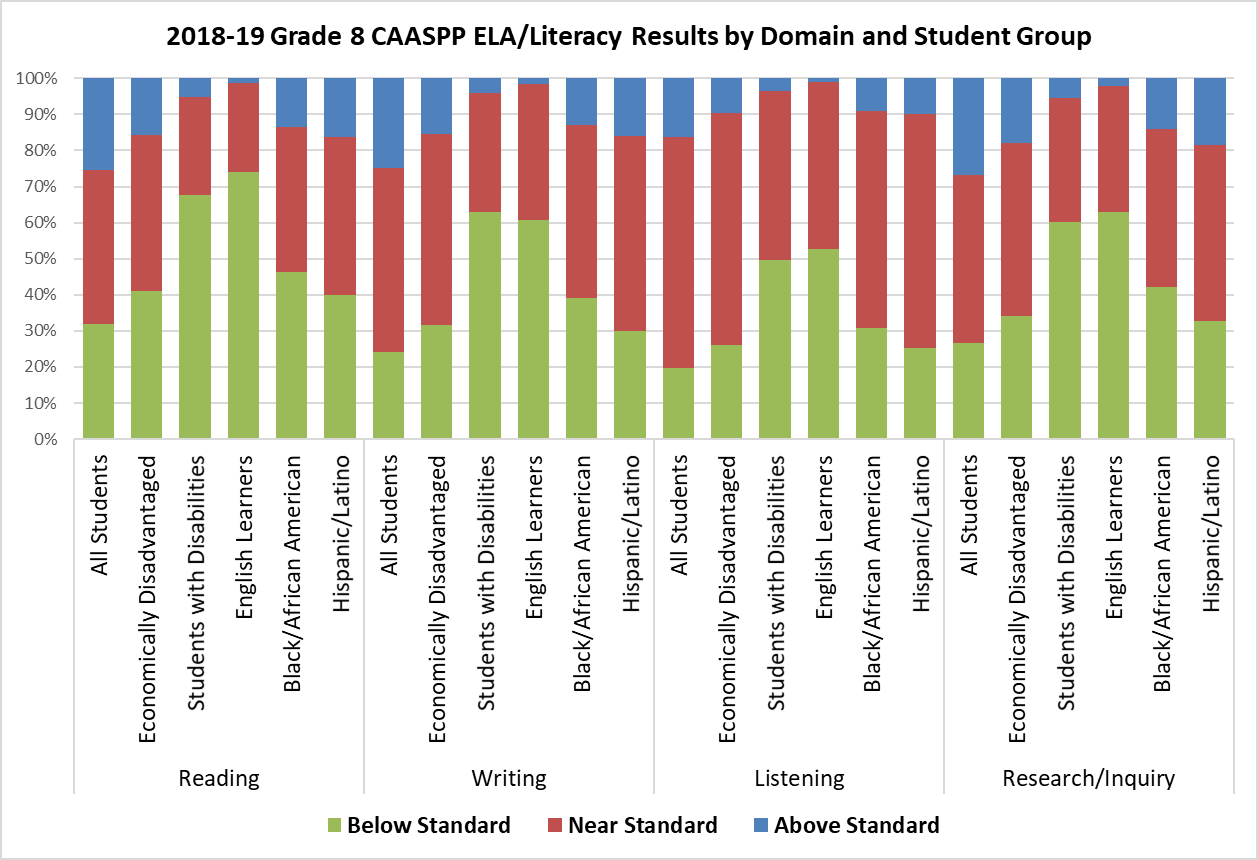 2018-19 Grade 8 CAASPP ELA/Literacy Results by Domain and Student Group
100%
90%
80%
70%
60%
50%
40%
30%
20%
10%
0%
All Students
Economically Disadvantaged
Students with Disabilities
English Learners
Black/African American
Hispanic/Latino
All Students
Economically Disadvantaged
Students with Disabilities
English Learners
Black/African American
Hispanic/Latino
All Students
Economically Disadvantaged
Students with Disabilities
English Learners
Black/African American
Hispanic/Latino
All Students
Economically Disadvantaged
Students with Disabilities
English Learners
Black/African American
Hispanic/Latino
Reading
Writing
Listening
Research/Inquiry
Below Standard
Near Standard
Above Standard